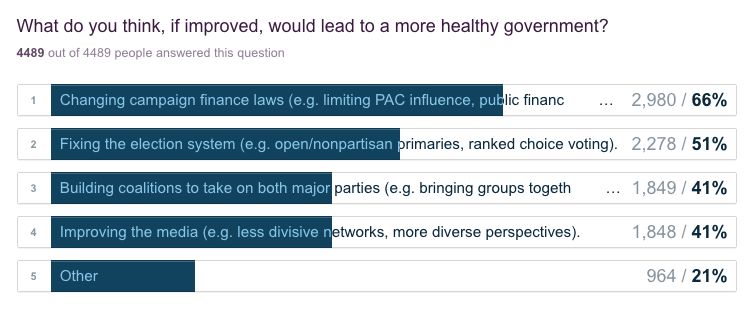 What do you think, if improved, would lead to a more healthy government?
4489 out of 4489 people answered this question
1 Changing campaign finance laws (e.g. limiting PAC influence, public financ ... 2,980 / 66%
2 Fixing the election system (e.g. open/nonpartisan primaries, ranked choice voting). 2,278 / 51%
3 Building coalitions to take on both major parties (e.g. bringing groups togeth ... 1,849 / 41%
4 Improving the media (e.g. less divisive networks, more diverse perspectives). 1,848 / 41%
5 Other 964 / 21%